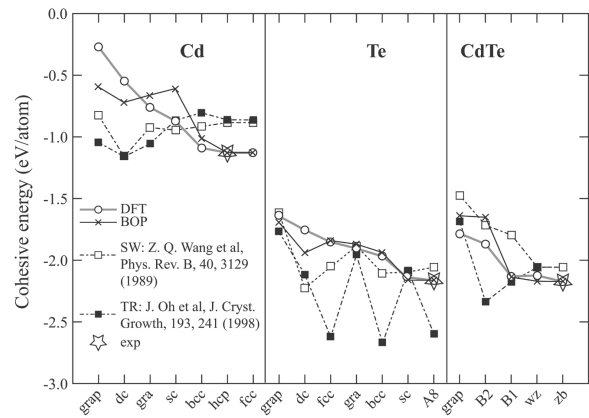 Cd
Te
CdTe
Cohesive energy (eV/atom)
0.0
-0.5
-1.0
-1.5
-2.0
-2.5
-3.0
DFT
BOP
SW: Z. Q. Wang et al,
Phys. Rev. B, 40, 3129
(1989)
TR: J. Oh et al, J. Cryst.
Growth, 193, 241 (1998)
exp
grap dc gra sc bcc hcp fcc
grap dc fcc gra bcc sc A8
grap B2 B1 wz zb